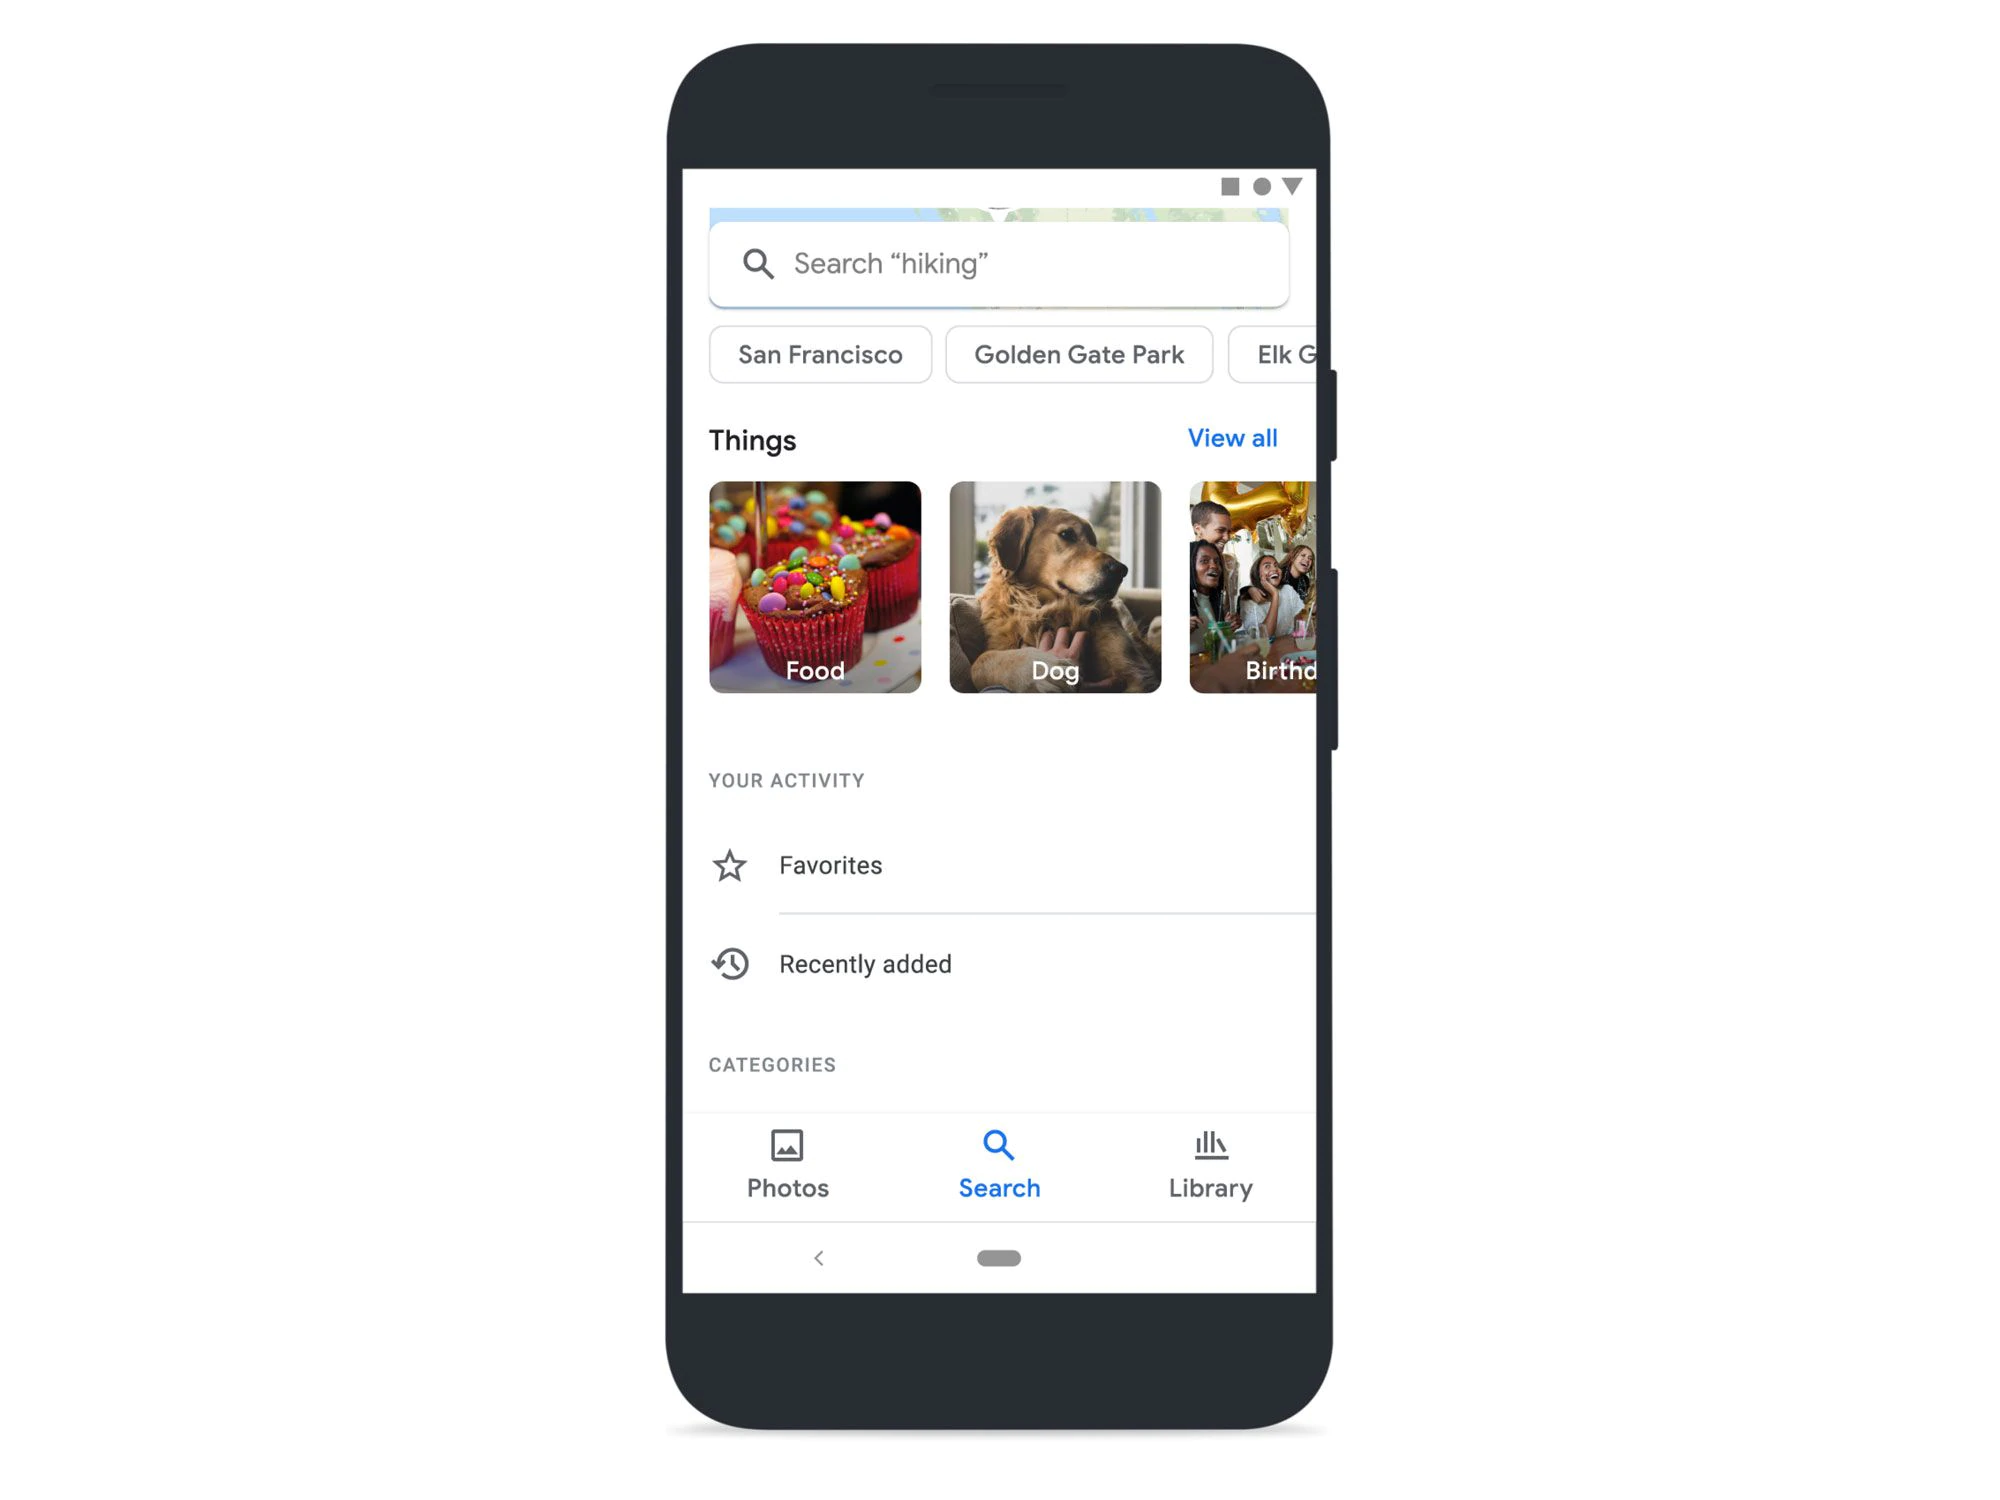 Search “hiking”
San Francisco Golden Gate Park Elk G
Things View all
Food Dog Birthd
YOUR ACTIVITY
Favorites
Recently added
CATEGORIES
Photos Search Library